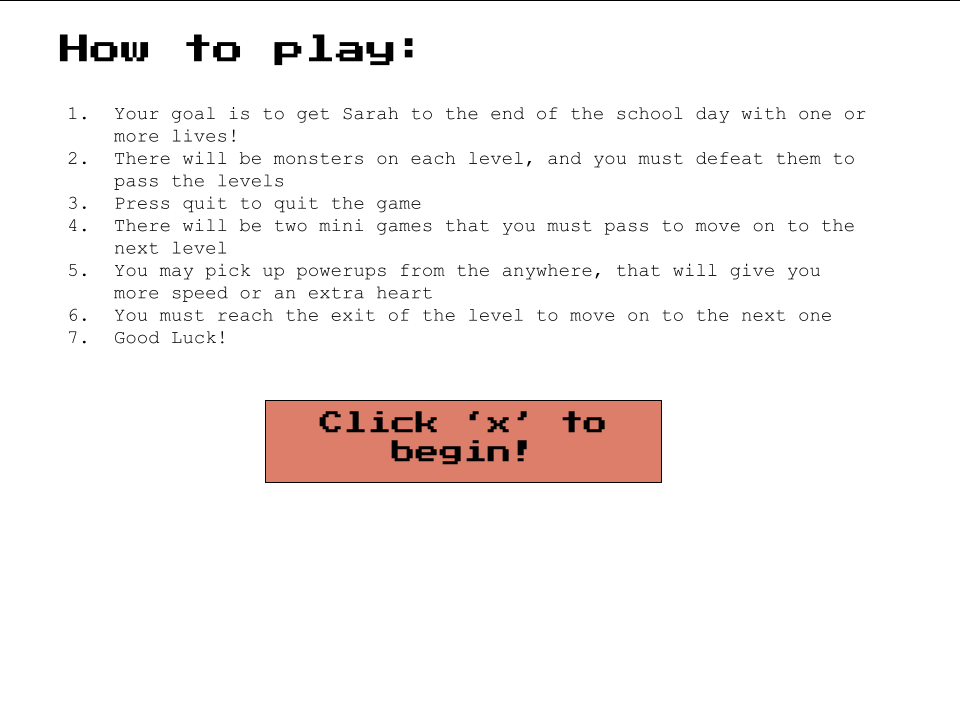 How to play:
1. Your goal is to get Sarah to the end of the school day with one or
more lives!
2. There will be monsters on each level, and you must defeat them to
pass the levels
3. Press quit to quit the game
4. There will be two mini games that you must pass to move on to the
next level
5. You may pick up powerups from the anywhere, that will give you
more speed or an extra heart
6. You must reach the exit of the level to move on to the next one
7. Good Luck!
Click ‘x’ to
begin!